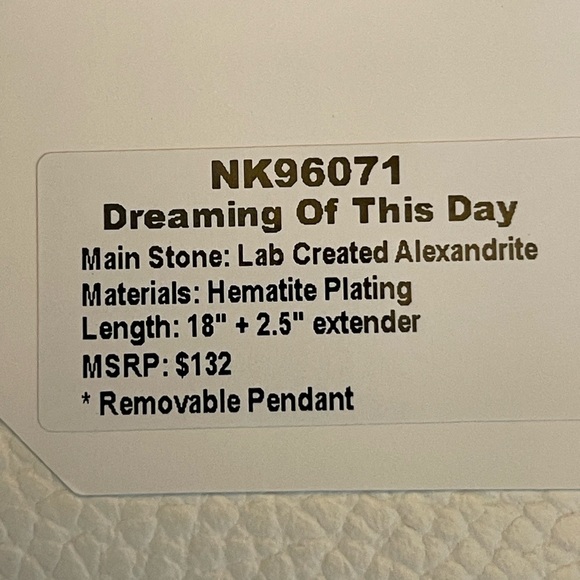 NK96071
Dreaming Of This Day
Main Stone: Lab Created Alexandrite
Materials: Hematite Plating
Length: 18" + 2.5" extender
MSRP: $132
* Removable Pendant